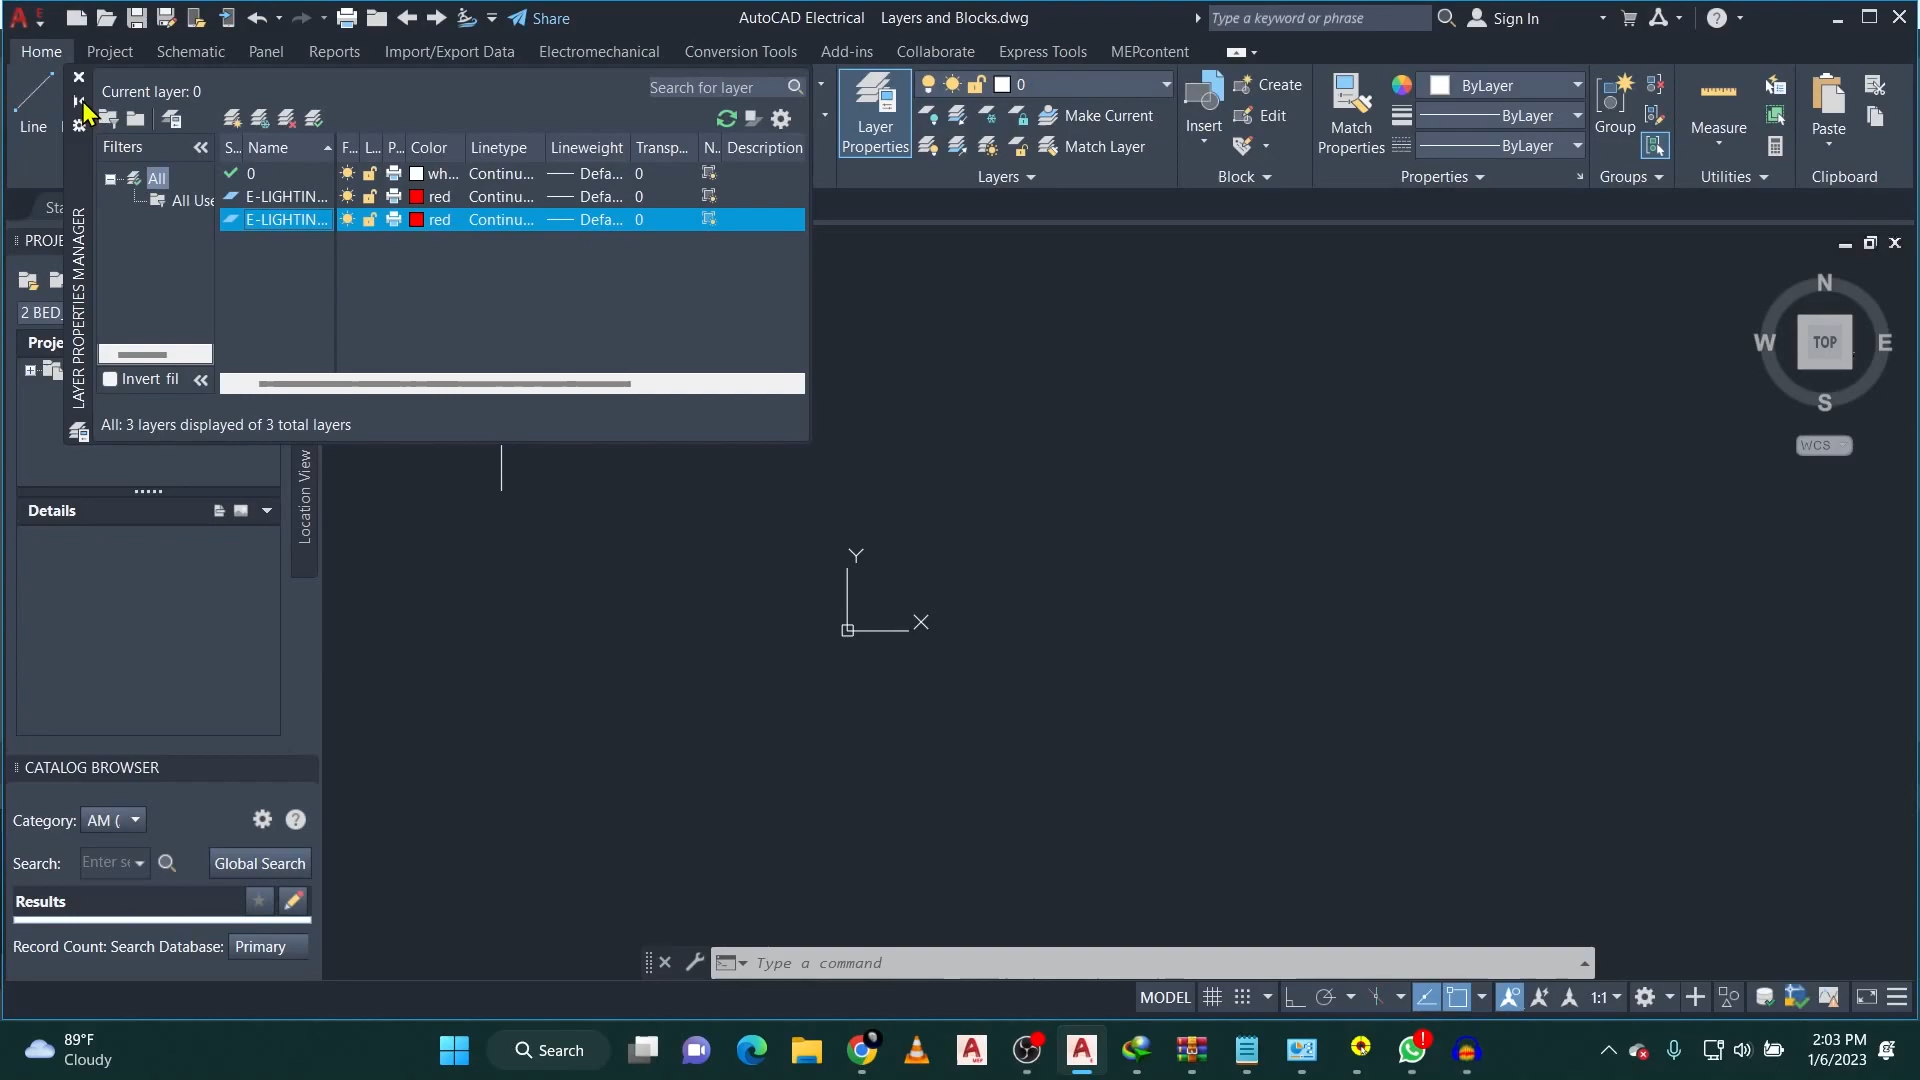 Share
AutoCAD Electrical Layers and Blocks.dwg
Type a keyword or phrase
Sign In
Home Project Schematic Panel Reports Import/Export Data Electromechanical Conversion Tools Add-ins Collaborate Express Tools MEPcontent
Line
Current layer: 0
Search for layer
Filters
All
All Use
Invert fil
S... Name F... L... P... Color Linetype Lineweight Transp... N... Description
0 wh... Continu... Defa... 0
E-LIGHTIN... red Continu... Defa... 0
E-LIGHTIN... red Continu... Defa... 0
All: 3 layers displayed of 3 total layers
LAYER PROPERTIES MANAGER
Layer
Properties
0
Make Current
Match Layer
Layers
Insert
Create
Edit
Block
Match
Properties
ByLayer
ByLayer
ByLayer
Properties
Group
Groups
Measure
Utilities
Paste
Clipboard
Sta
PROJE
2 BED_
Proje
Location View
Details
CATALOG BROWSER
Category: AM (
Search: Enter se
Global Search
Results
Record Count: Search Database: Primary
Y
X
N
W TOP E
S
WCS
Type a command
MODEL
1:1
89°F
Cloudy
Search
2:03 PM
1/6/2023